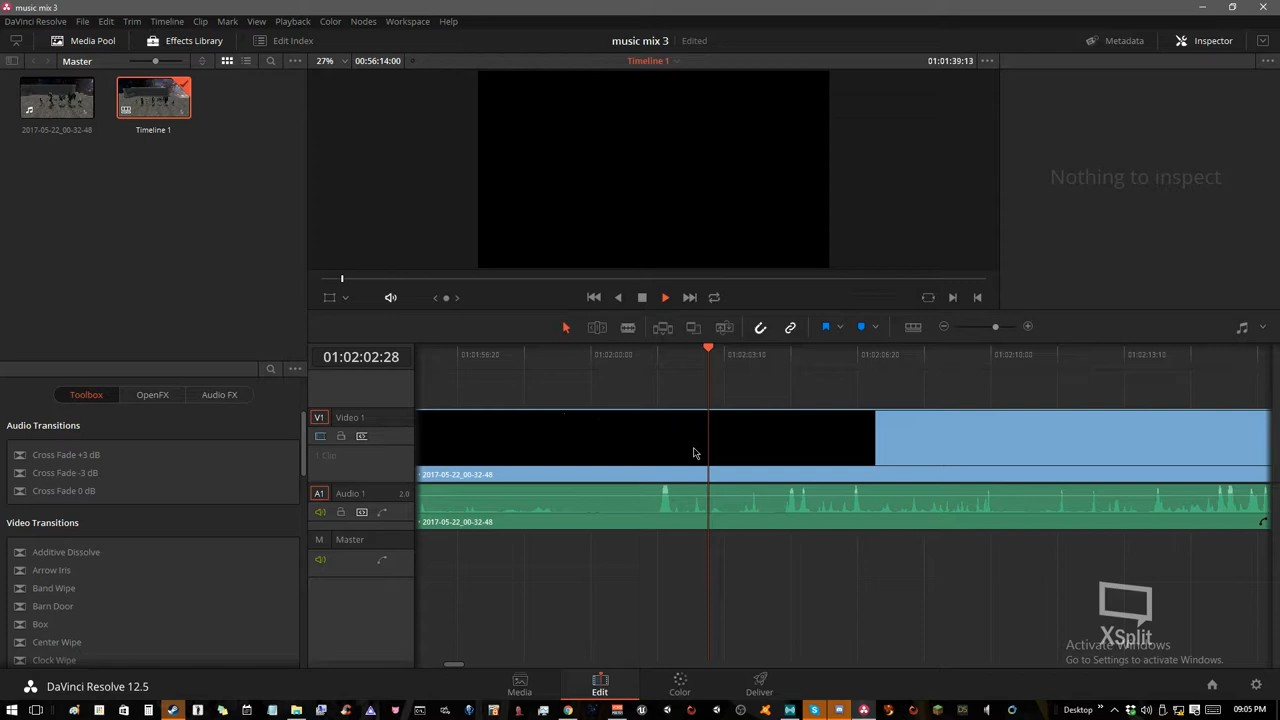 music mix 3
DaVinci Resolve File Edit Trim Timeline Clip Mark View Playback Color Nodes Workspace Help
Media Pool Effects Library Edit Index music mix 3 Edited Metadata Inspector
Master 27% 00:56:14:00 Timeline 1 01:01:39:13
2017-05-22_00-32-48 Timeline 1
Nothing to inspect
01:02:02:28 01:01:56:20 01:02:00:00 01:02:03:10 01:02:06:20 01:02:10:00 01:02:13:10
Toolbox OpenFX Audio FX
V1 Video 1
1 Clip
2017-05-22_00-32-48
A1 Audio 1 2.0
2017-05-22_00-32-48
M Master
Audio Transitions
Cross Fade +3 dB
Cross Fade -3 dB
Cross Fade 0 dB
Video Transitions
Additive Dissolve
Arrow Iris
Band Wipe
Barn Door
Box
Center Wipe
Clock Wipe
XSplit
Activate Windows
Go to Settings to activate Windows.
DaVinci Resolve 12.5 Media Edit Color Deliver
Desktop 09:05 PM